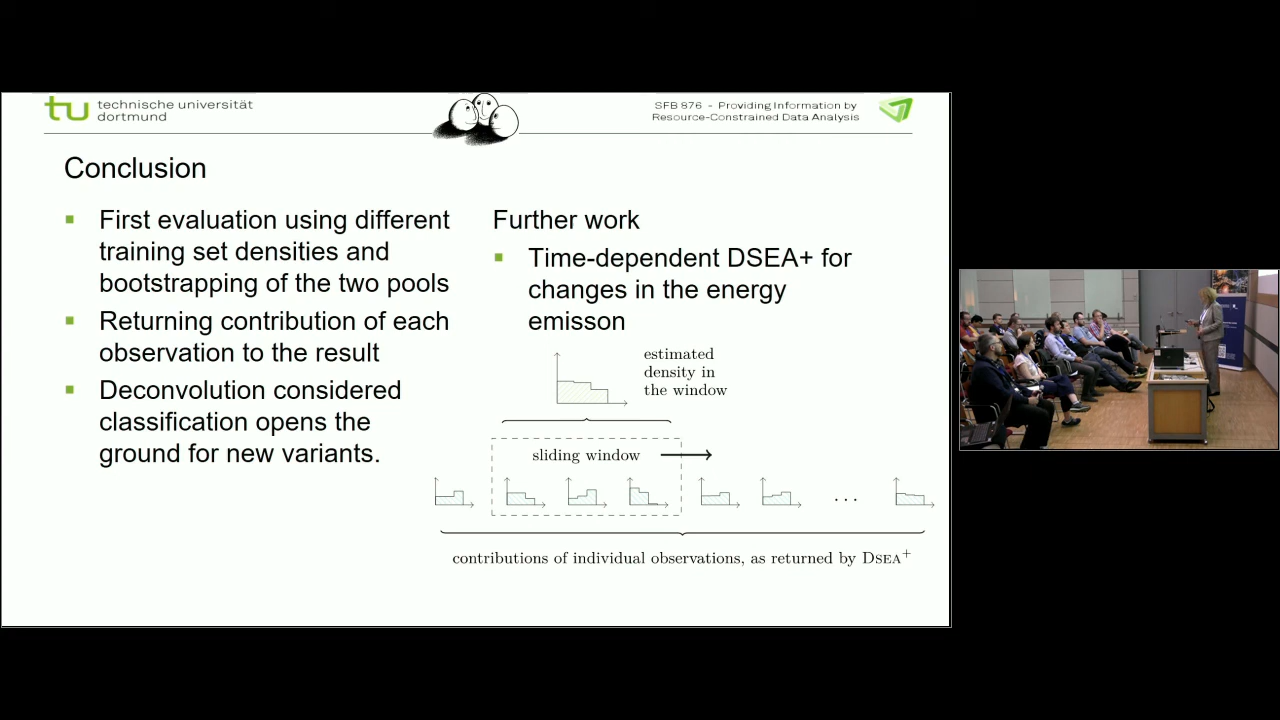 technische universität
dortmund
SFB 876 - Providing Information by
Resource-Constrained Data Analysis
Conclusion
First evaluation using different
training set densities and
bootstrapping of the two pools
Returning contribution of each
observation to the result
Deconvolution considered
classification opens the
ground for new variants.
Further work
Time-dependent DSEA+ for
changes in the energy
emisson
estimated
density in
the window
sliding window
...
contributions of individual observations, as returned by DSEA+